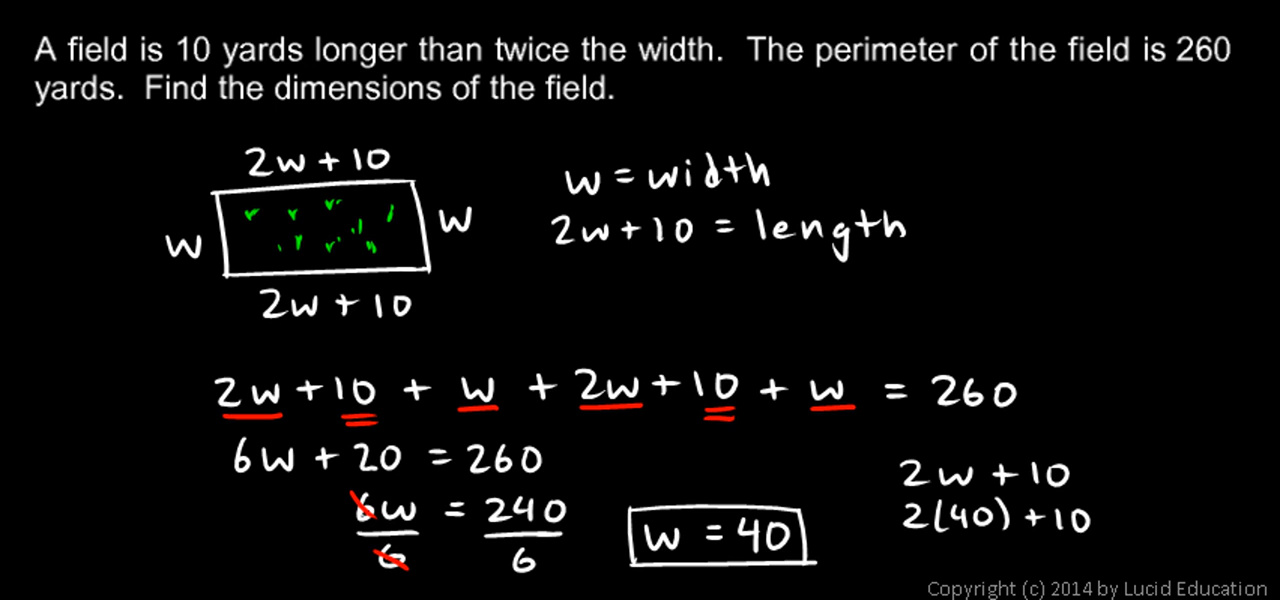 A field is 10 yards longer than twice the width. The perimeter of the field is 260
yards. Find the dimensions of the field.
2w + 10
w
w
2w + 10
w = width
2w + 10 = length
2w + 10 + w + 2w + 10 + w = 260
6w + 20 = 260
6w = 240
6 6
w = 40
2w + 10
2(40) + 10
Copyright (c) 2014 by Lucid Education